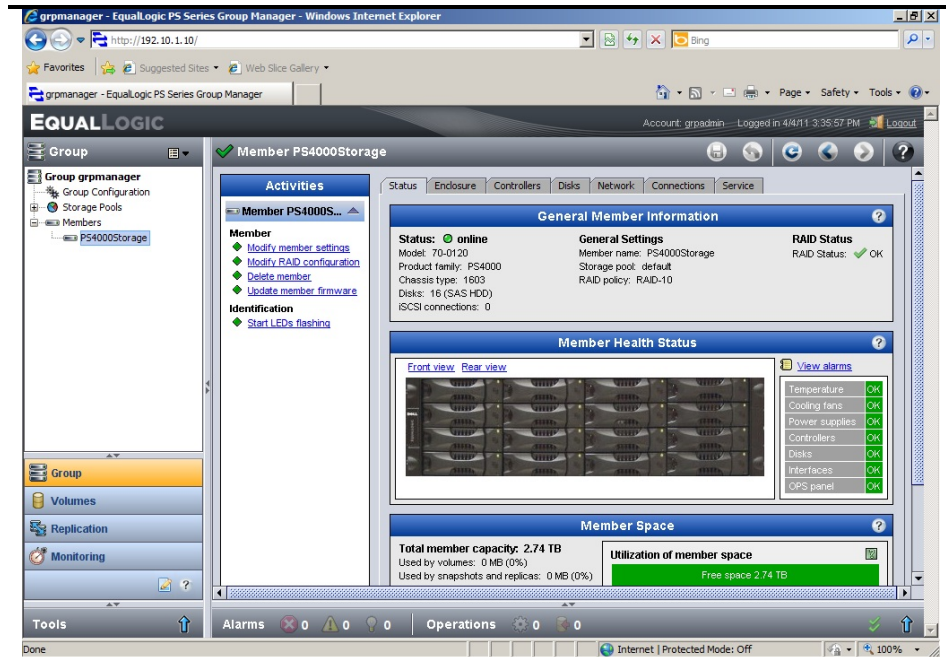 grpmanager - EqualLogic PS Series Group Manager - Windows Internet Explorer
http://192.10.1.10/
Bing
Favorites Suggested Sites Web Slice Gallery
grpmanager - EqualLogic PS Series Group Manager
Page Safety Tools
EQUALLOGIC
Account: grpadmin Logged in 4/4/11 3:35:57 PM Logout
Group
Member PS4000Storage
Group grpmanager
Group Configuration
Storage Pools
Members
PS4000Storage
Activities
Member PS4000S...
Member
Modify member settings
Modify RAID configuration
Delete member
Update member firmware
Identification
Start LEDs flashing
Status Enclosure Controllers Disks Network Connections Service
General Member Information
Status: online
Model: 70-0120
Product family: PS4000
Chassis type: 1603
Disks: 16 (SAS HDD)
iSCSI connections: 0
General Settings
Member name: PS4000Storage
Storage pool: default
RAID policy: RAID-10
RAID Status
RAID Status: OK
Member Health Status
Front view Rear view
View alarms
Temperature OK
Cooling fans OK
Power supplies OK
Controllers OK
Disks OK
Interfaces OK
OPS panel OK
Member Space
Total member capacity: 2.74 TB
Used by volumes: 0 MB (0%)
Used by snapshots and replicas: 0 MB (0%)
Utilization of member space
Free space 2.74 TB
Group
Volumes
Replication
Monitoring
Tools
Alarms 0 0 0 Operations 0 0
Done
Internet | Protected Mode: Off
100%